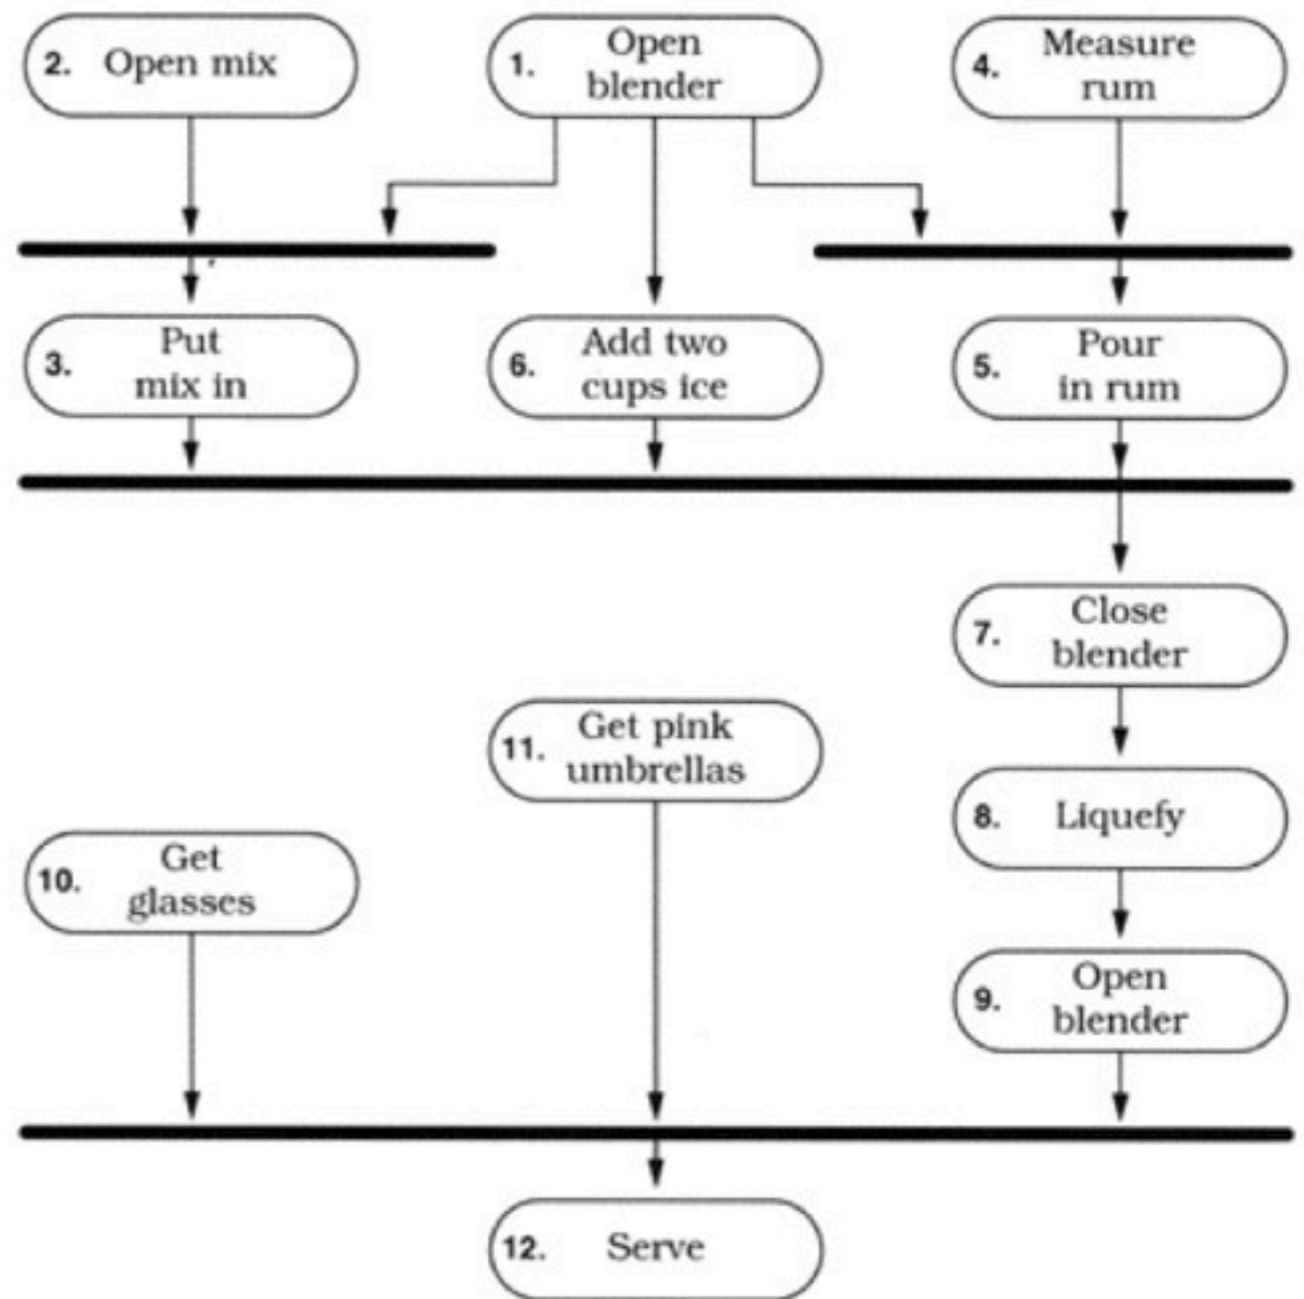 2. Open mix
1. Open
blender
4. Measure
rum
3. Put
mix in
6. Add two
cups ice
5. Pour
in rum
7. Close
blender
11. Get pink
umbrellas
8. Liquefy
10. Get
glasses
9. Open
blender
12. Serve